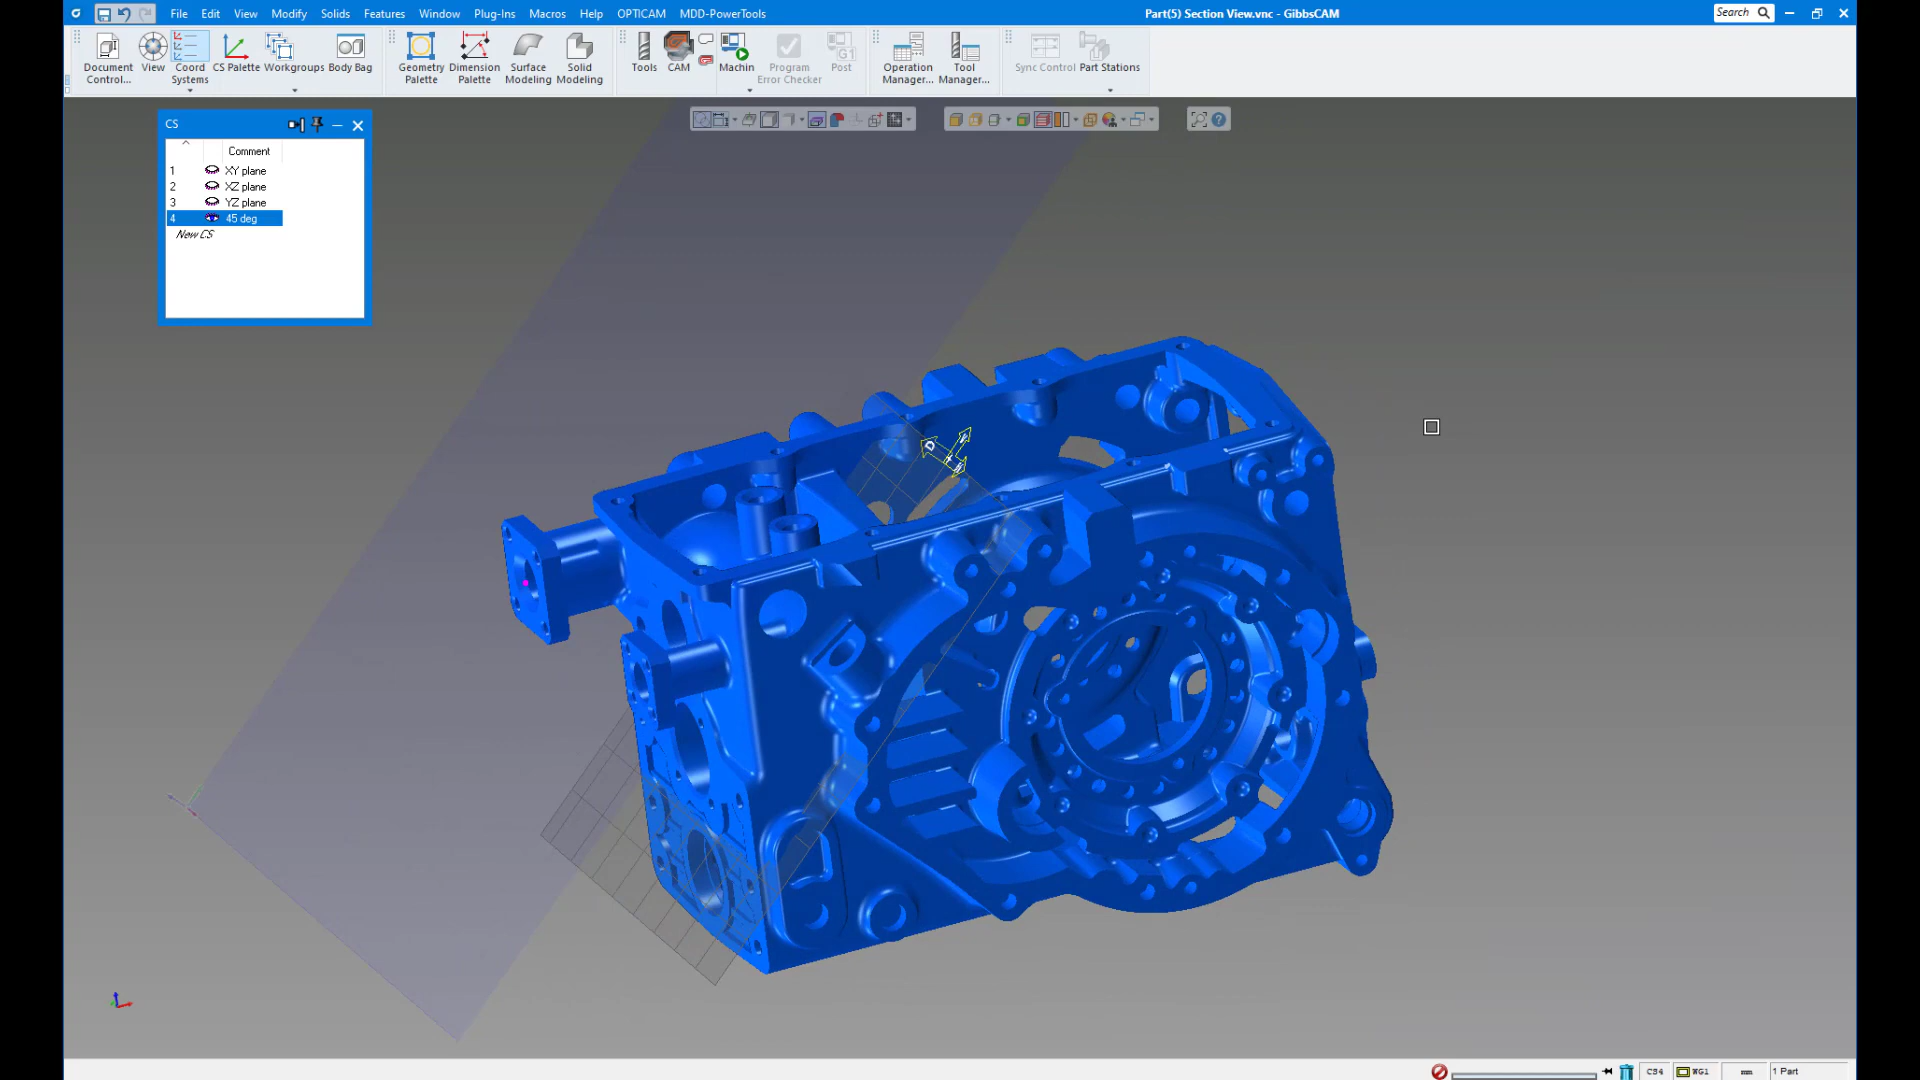 File Edit View Modify Solids Features Window Plug-Ins Macros Help OPTICAM MDD-PowerTools
Part(5) Section View.vnc - GibbsCAM
Search
Document Control...
View
Coord Systems
CS Palette
Workgroups
Body Bag
Geometry Palette
Dimension Palette
Surface Modeling
Solid Modeling
Tools
CAM
Machin
Program Error Checker
G1
Post
Operation Manager...
Tool Manager...
Sync Control
Part Stations
CS
Comment
1 XY plane
2 XZ plane
3 YZ plane
4 45 deg
New CS
D
CS4
WG1
mm
1 Part